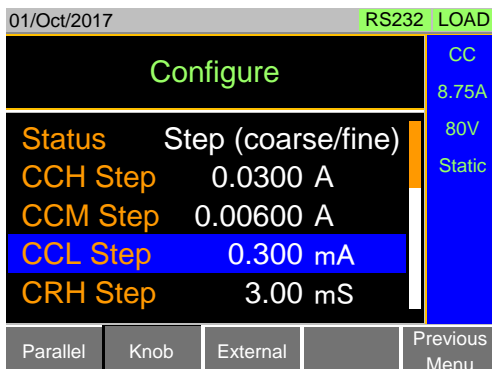 01/Oct/2017 RS232 LOAD
Configure
CC
8.75A
80V
Static
Status Step (coarse/fine)
CCH Step 0.0300 A
CCM Step 0.00600 A
CCL Step 0.300 mA
CRH Step 3.00 mS
Parallel Knob External Previous
Menu